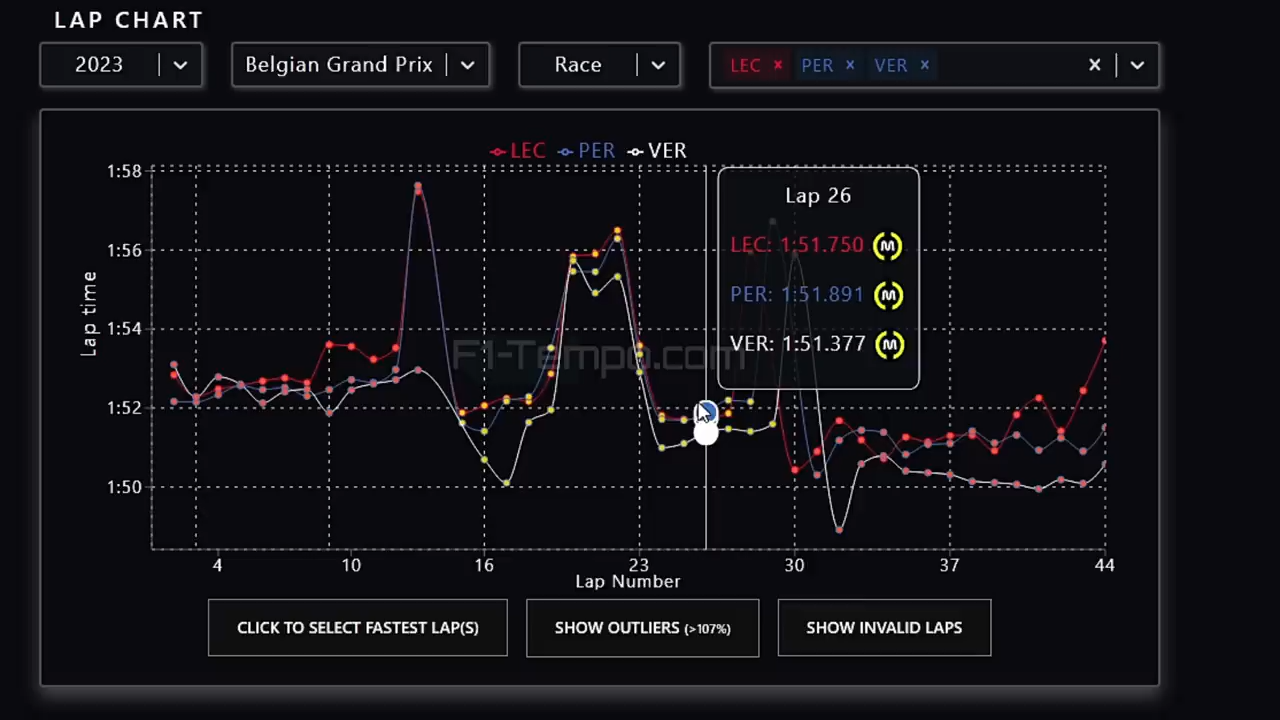 LAP CHART
2023 Belgian Grand Prix Race LEC × PER × VER ×
LEC PER VER
1:58
1:56
1:54
1:52
1:50
Lap time
Lap 26
LEC: 1:51.750 M
PER: 1:51.891 M
VER: 1:51.377 M
F1-Tempo.com
4 10 16 23 30 37 44
Lap Number
CLICK TO SELECT FASTEST LAP(S) SHOW OUTLIERS (>107%) SHOW INVALID LAPS